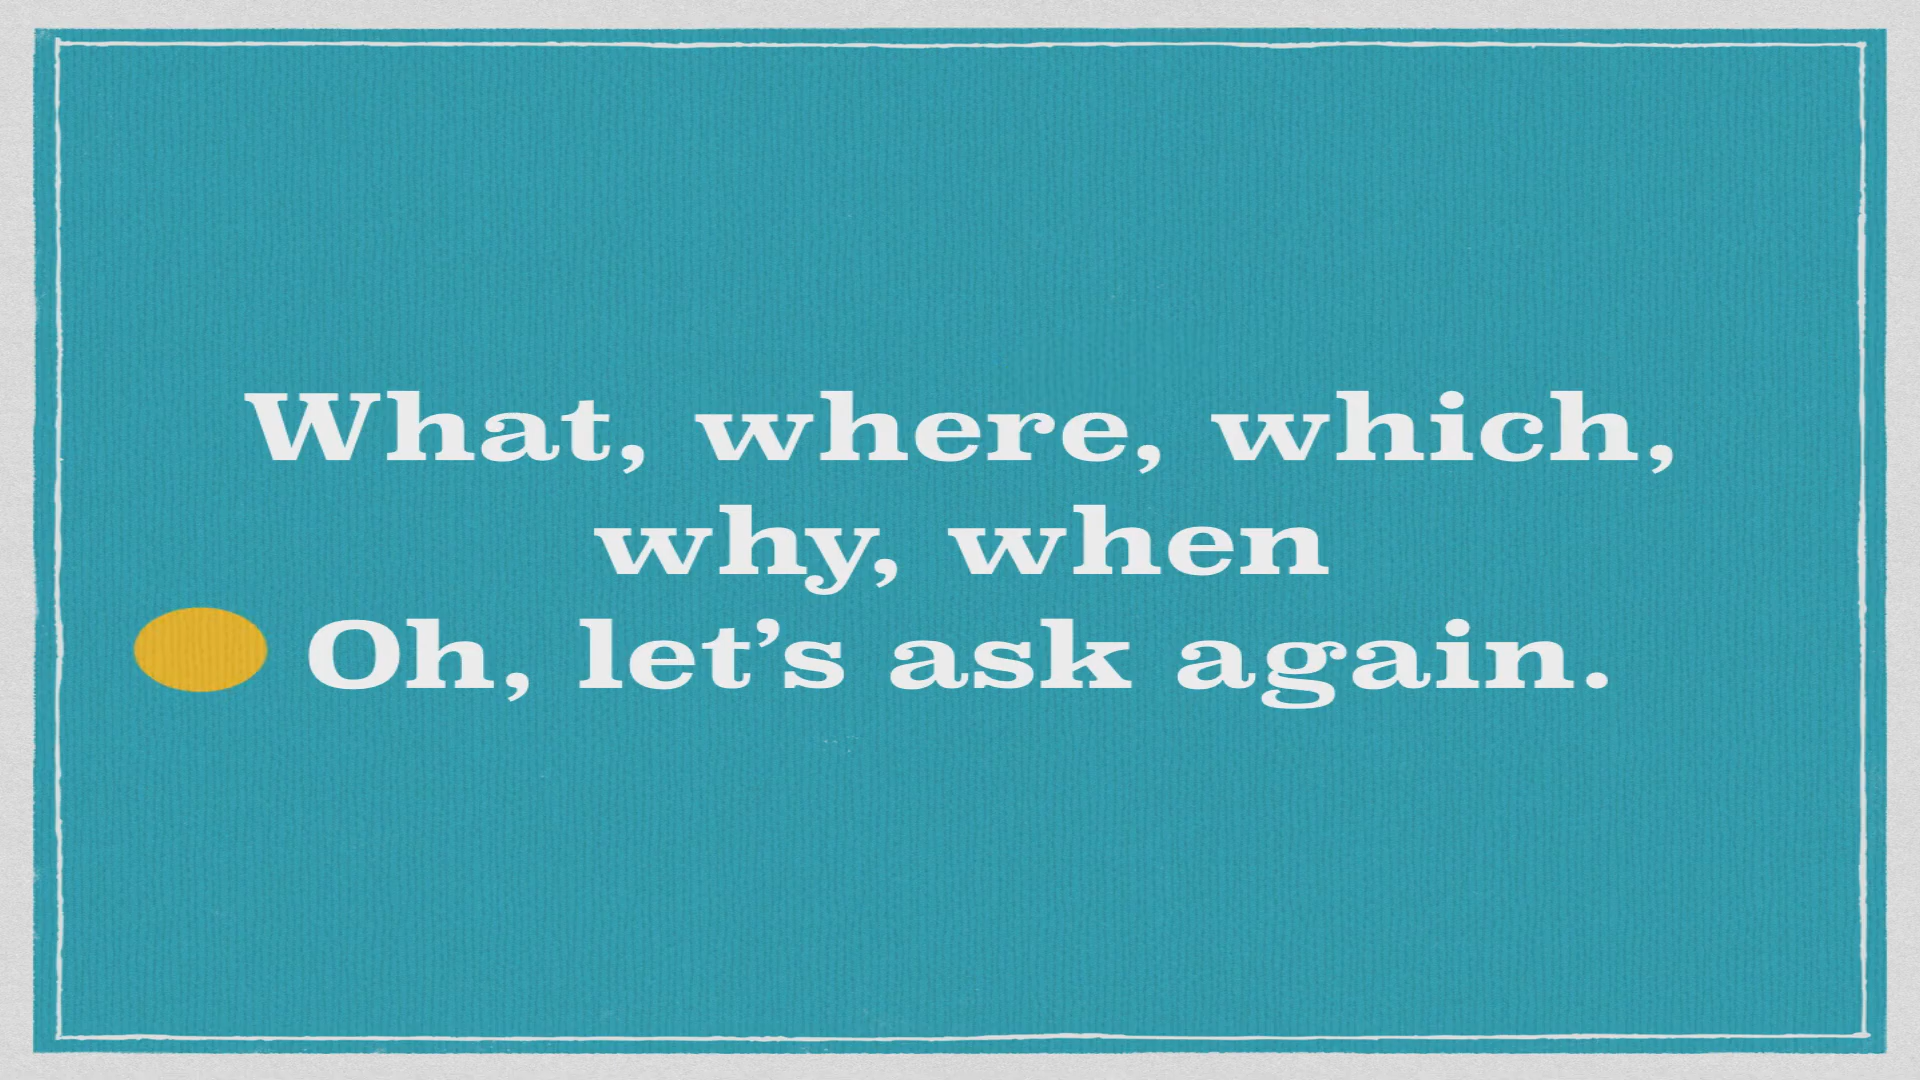 What, where, which,
why, when
Oh, let’s ask again.